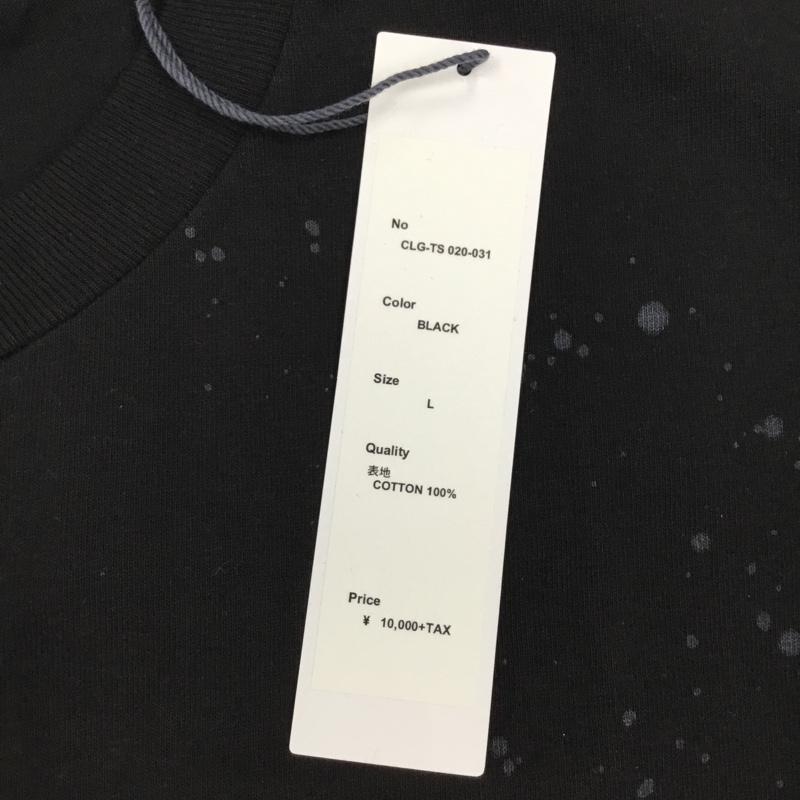 No
CLG-TS 020-031
Color
BLACK
Size
L
Quality
表地
COTTON 100%
Price
¥ 10,000+TAX